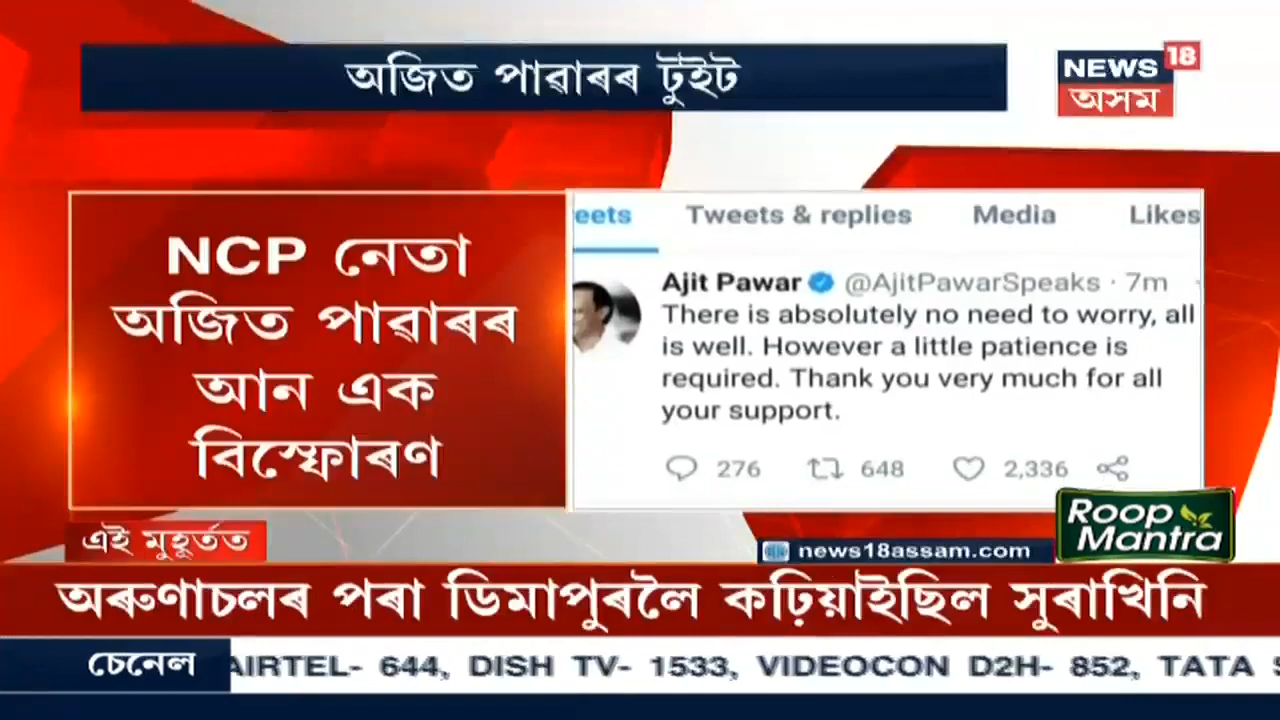 অজিত পাৱাৰৰ টুইট
NEWS 18
অসম
NCP নেতা
অজিত পাৱাৰৰ
আন এক
বিস্ফোৰণ
eets Tweets & replies Media Likes
Ajit Pawar @AjitPawarSpeaks · 7m
There is absolutely no need to worry, all
is well. However a little patience is
required. Thank you very much for all
your support.
276 648 2,336
Roop
Mantra
এই মুহূৰ্তত
news18assam.com
অৰুণাচলৰ পৰা ডিমাপুৰলৈ কঢ়িয়াইছিল সুৰাখিনি
চেনেল AIRTEL- 644, DISH TV- 1533, VIDEOCON D2H- 852, TATA S